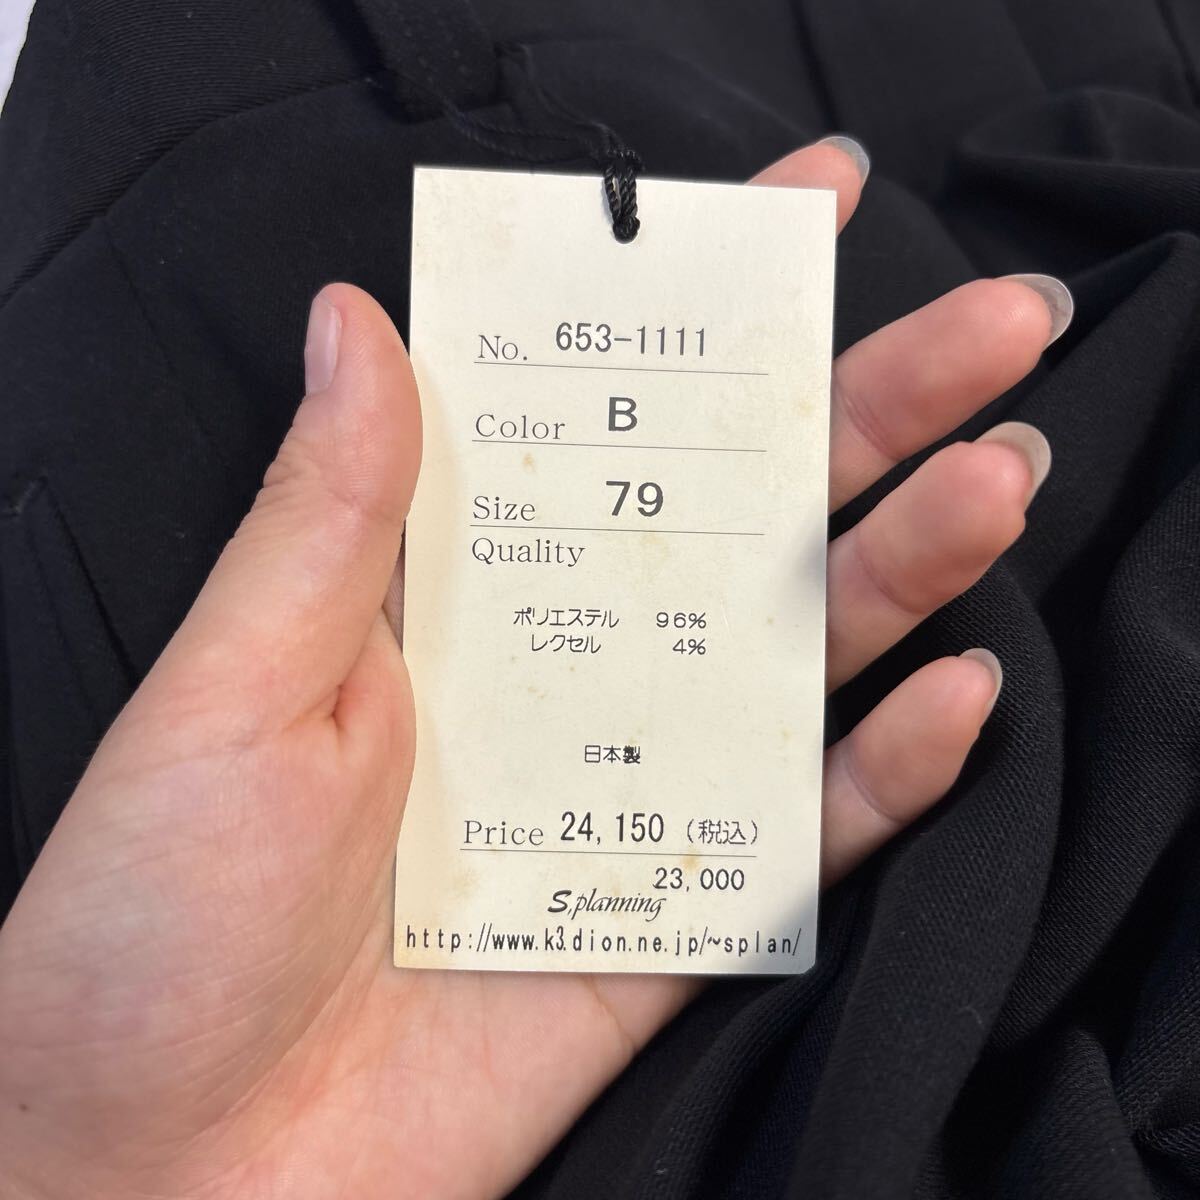 No. 653-1111
Color B
Size 79
Quality
ポリエステル 96%
レクセル 4%
日本製
Price 24,150 (税込)
23,000
S,planning
http://www.k3.dion.ne.jp/~splan/